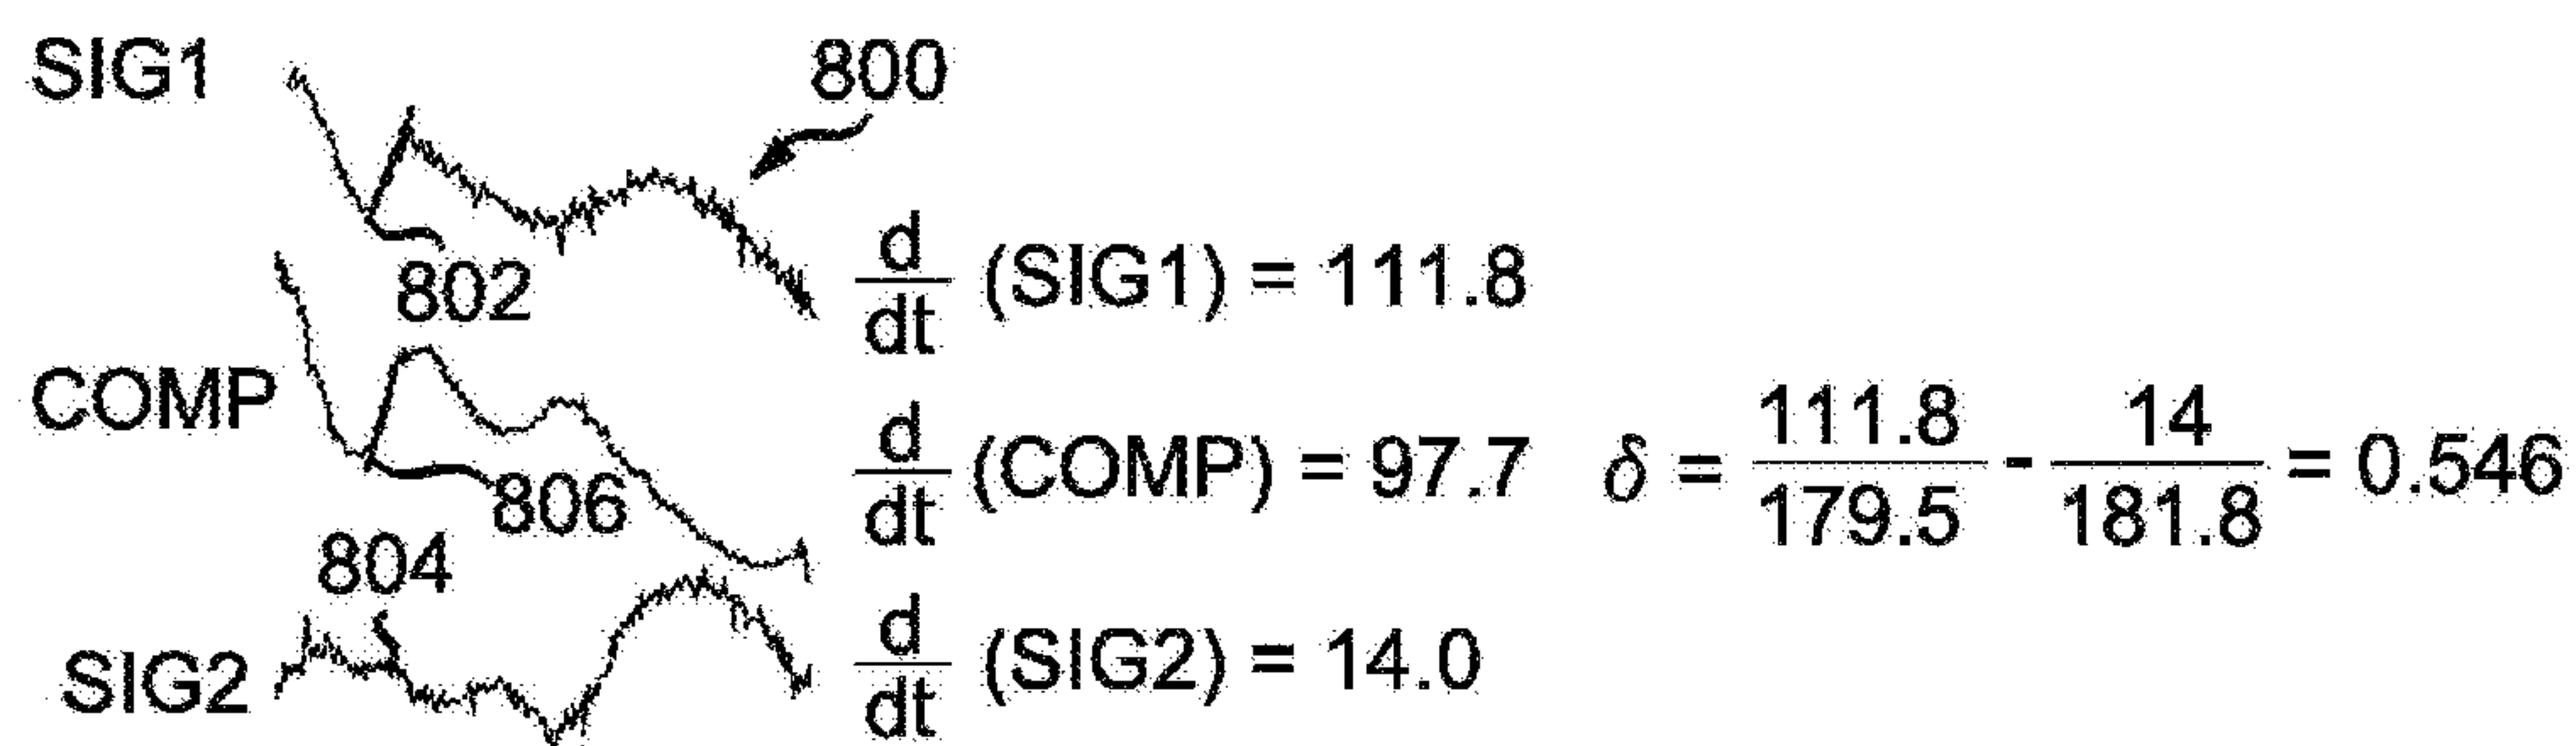 SIG1
800
802
d/dt (SIG1) = 111.8
COMP
806
d/dt (COMP) = 97.7 δ = 111.8/179.5 - 14/181.8 = 0.546
804
SIG2
d/dt (SIG2) = 14.0